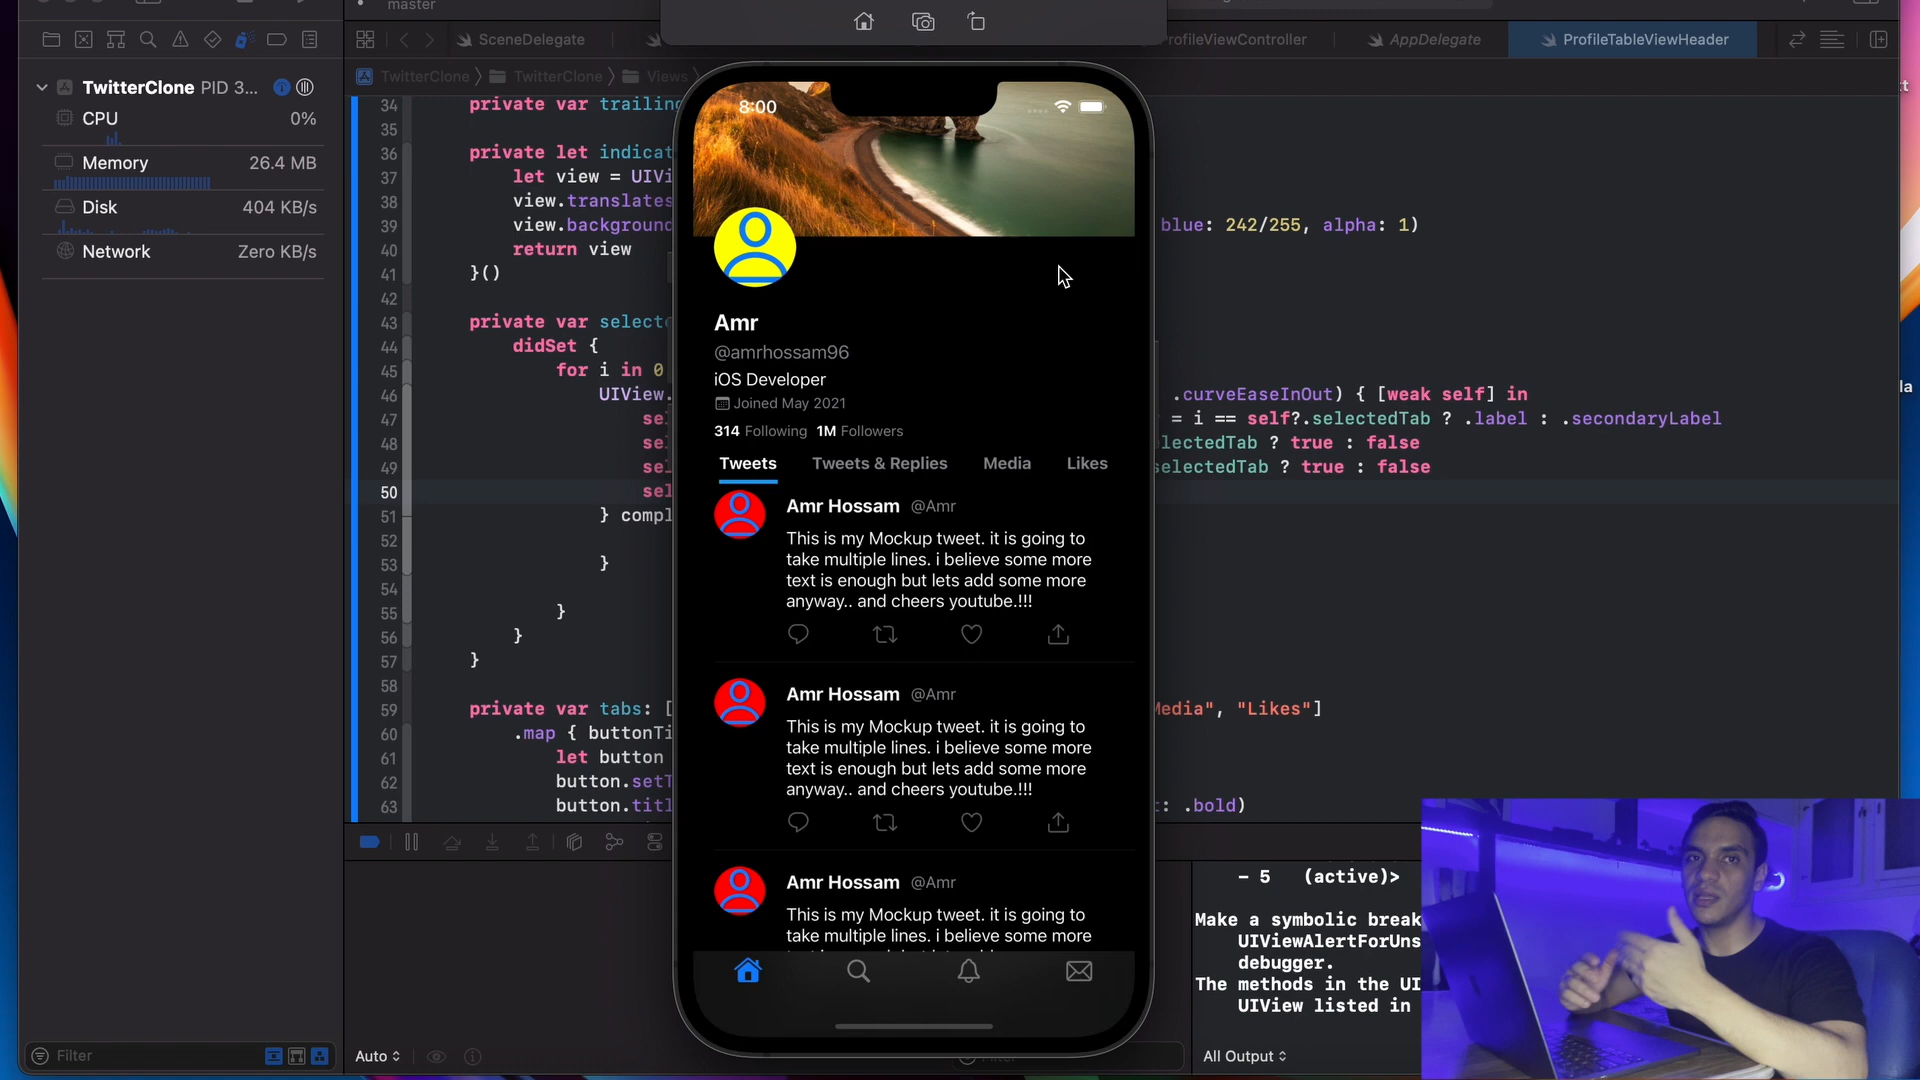 master
SceneDelegate
rofileViewController
AppDelegate
ProfileTableViewHeader
TwitterClone PID 3...
CPU 0%
Memory 26.4 MB
Disk 404 KB/s
Network Zero KB/s
Filter
TwitterClone
TwitterClone
Views
34 private var trailin
35
36 private let indicat
37 let view = UIVi
38 view.translates
39 view.background blue: 242/255, alpha: 1)
40 return view
41 }()
42
43 private var selecte
44 didSet {
45 for i in 0
46 UIView. .curveEaseInOut) { [weak self] in
47 sel = i == self?.selectedTab ? .label : .secondaryLabel
48 sel lectedTab ? true : false
49 sel selectedTab ? true : false
50 sel
51 } compl
52
53 }
54
55 }
56 }
57 }
58
59 private var tabs: [ Media", "Likes"]
60 .map { buttonTi
61 let button
62 button.setT
63 button.titl : .bold)
8:00
Amr
@amrhossam96
iOS Developer
Joined May 2021
314 Following 1M Followers
Tweets Tweets & Replies Media Likes
Amr Hossam @Amr
This is my Mockup tweet. it is going to
take multiple lines. i believe some more
text is enough but lets add some more
anyway.. and cheers youtube.!!!
Amr Hossam @Amr
This is my Mockup tweet. it is going to
take multiple lines. i believe some more
text is enough but lets add some more
anyway.. and cheers youtube.!!!
Amr Hossam @Amr
This is my Mockup tweet. it is going to
take multiple lines. i believe some more
- 5 (active)>
Make a symbolic break
UIViewAlertForUns
debugger.
The methods in the UI
UIView listed in
Auto
Filter
All Output